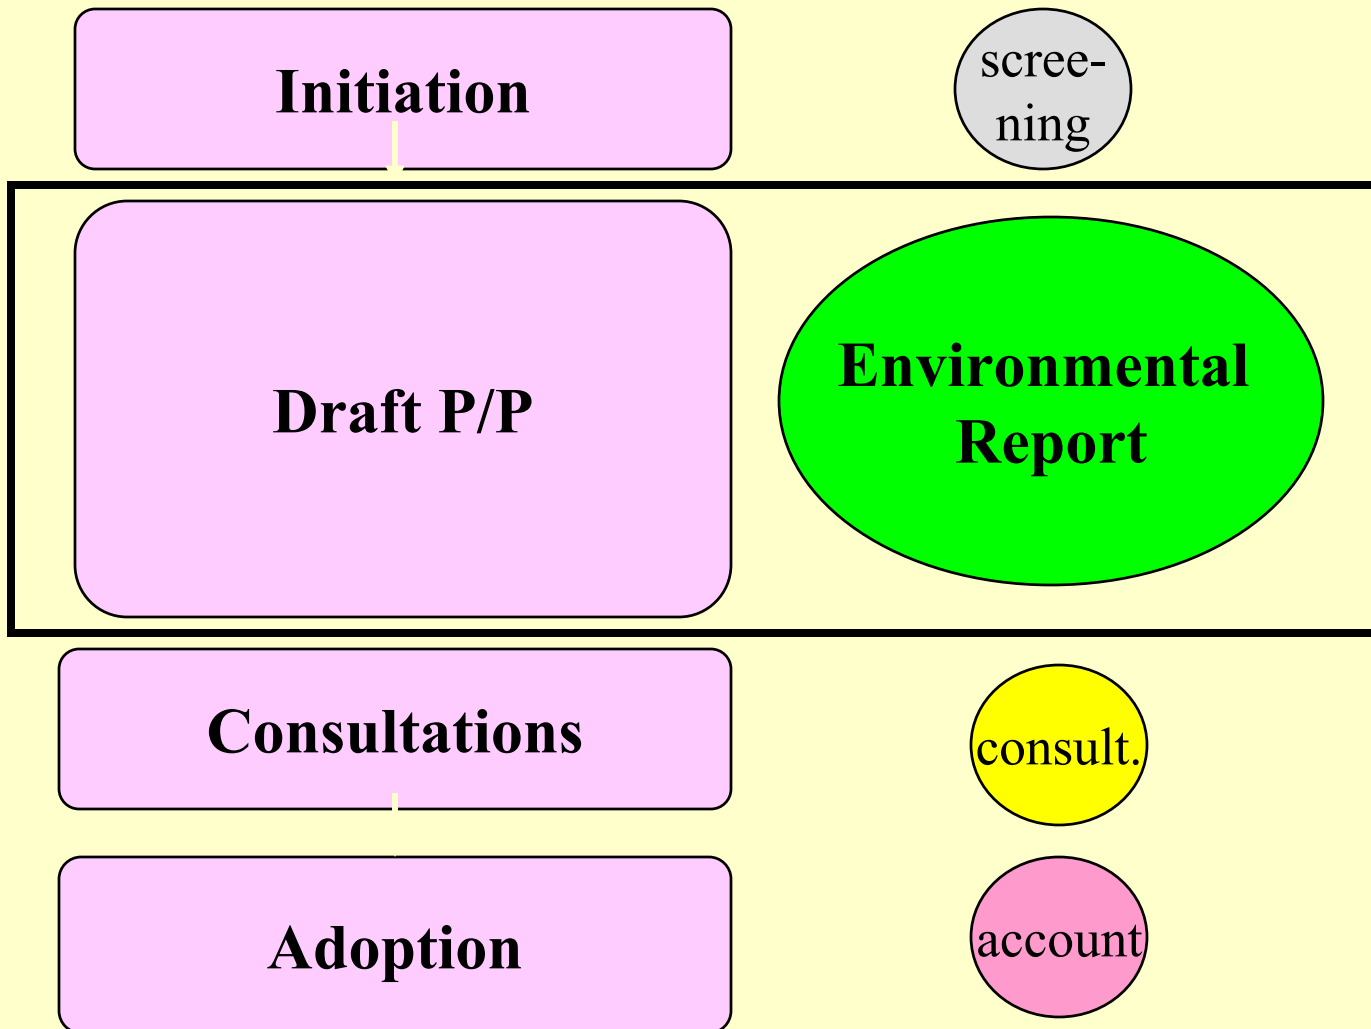 Initiation
scree-
ning
Draft P/P
Environmental
Report
Consultations
consult.
Adoption
account